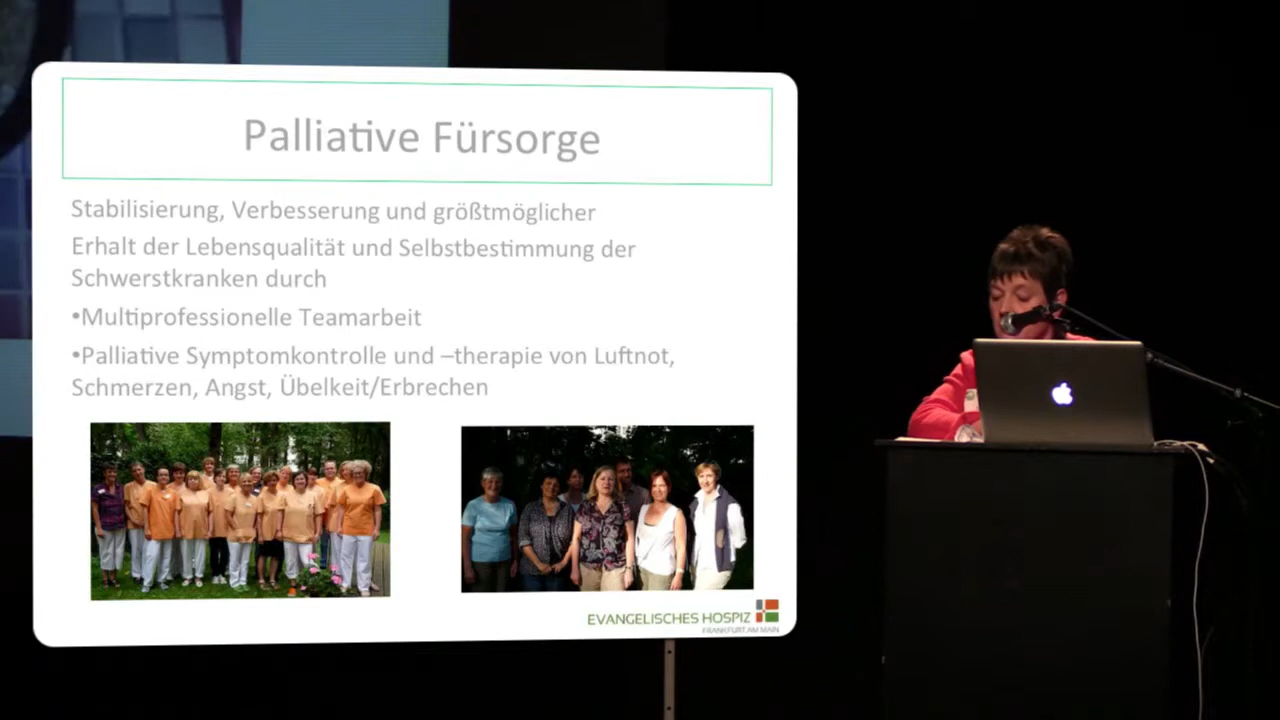 Palliative Fürsorge
Stabilisierung, Verbesserung und größtmöglicher
Erhalt der Lebensqualität und Selbstbestimmung der
Schwerstkranken durch
•Multiprofessionelle Teamarbeit
•Palliative Symptomkontrolle und –therapie von Luftnot,
Schmerzen, Angst, Übelkeit/Erbrechen
EVANGELISCHES HOSPIZ
FRANKFURT AM MAIN